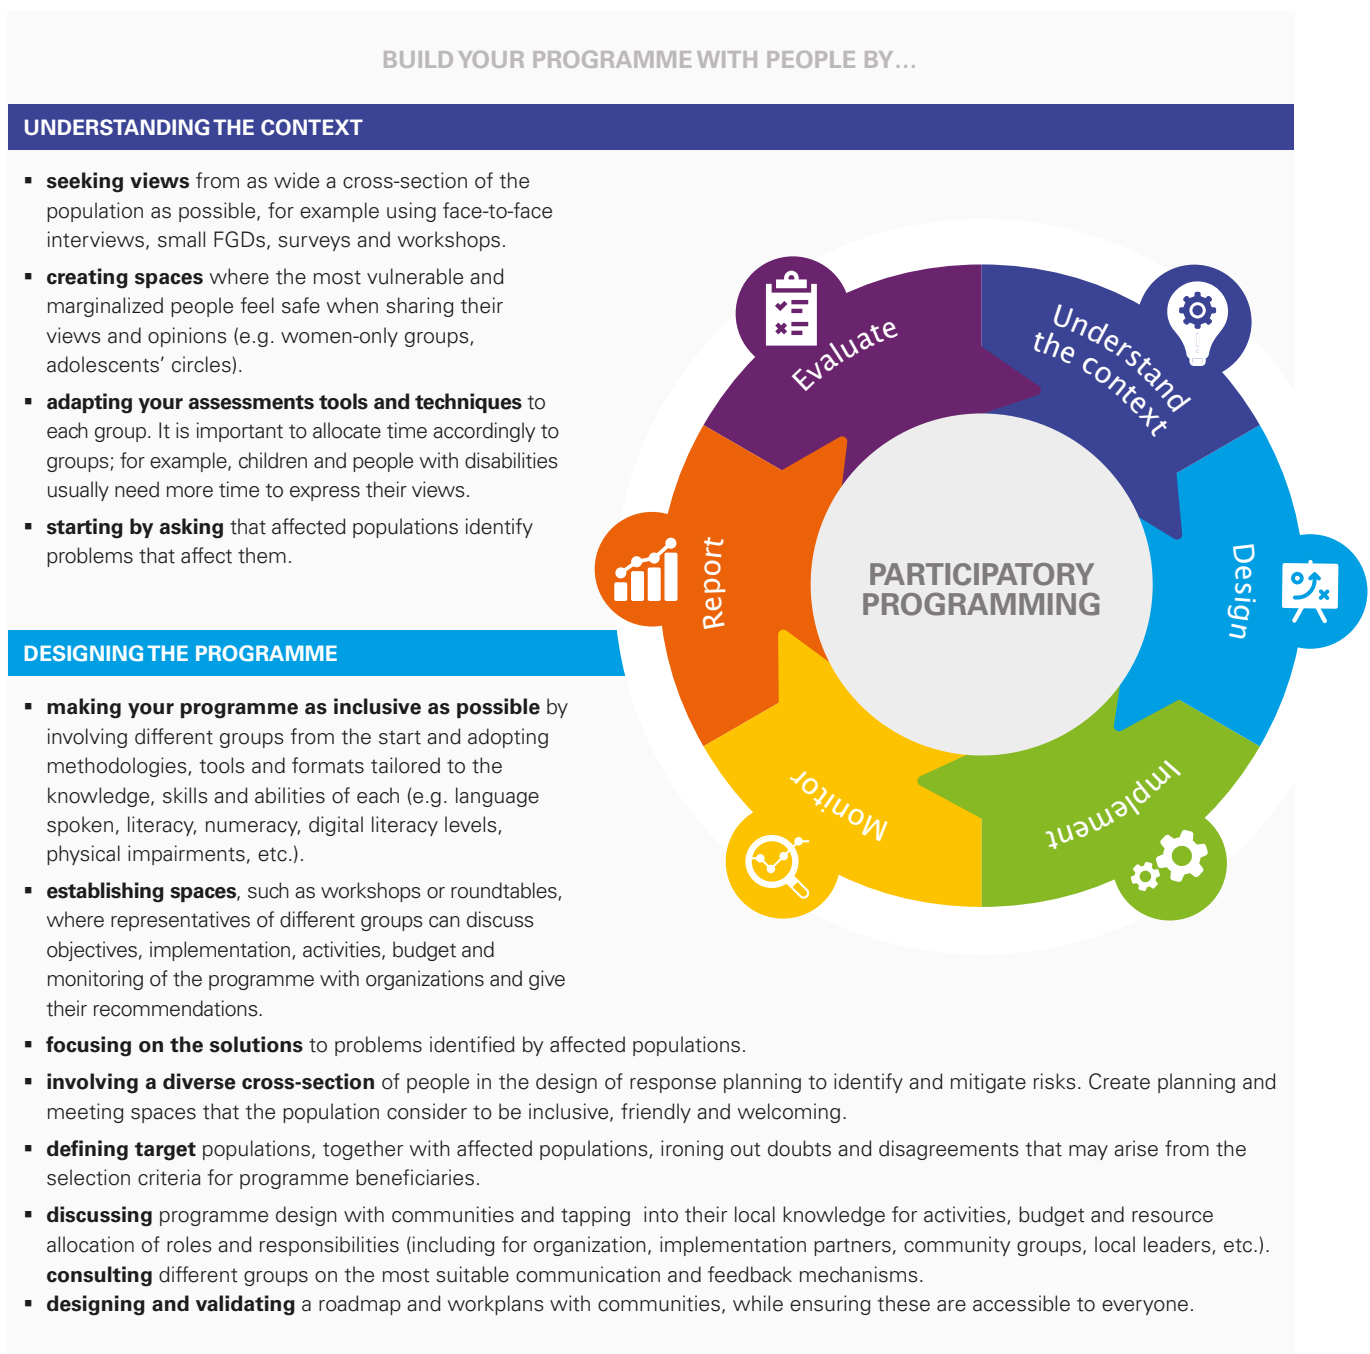 BUILD YOUR PROGRAMME WITH PEOPLE BY…
UNDERSTANDING THE CONTEXT
▪ seeking views from as wide a cross-section of the
population as possible, for example using face-to-face
interviews, small FGDs, surveys and workshops.
▪ creating spaces where the most vulnerable and
marginalized people feel safe when sharing their
views and opinions (e.g. women-only groups,
adolescents’ circles).
▪ adapting your assessments tools and techniques to
each group. It is important to allocate time accordingly to
groups; for example, children and people with disabilities
usually need more time to express their views.
▪ starting by asking that affected populations identify
problems that affect them.
DESIGNING THE PROGRAMME
▪ making your programme as inclusive as possible by
involving different groups from the start and adopting
methodologies, tools and formats tailored to the
knowledge, skills and abilities of each (e.g. language
spoken, literacy, numeracy, digital literacy levels,
physical impairments, etc.).
▪ establishing spaces, such as workshops or roundtables,
where representatives of different groups can discuss
objectives, implementation, activities, budget and
monitoring of the programme with organizations and give
their recommendations.
▪ focusing on the solutions to problems identified by affected populations.
▪ involving a diverse cross-section of people in the design of response planning to identify and mitigate risks. Create planning and
meeting spaces that the population consider to be inclusive, friendly and welcoming.
▪ defining target populations, together with affected populations, ironing out doubts and disagreements that may arise from the
selection criteria for programme beneficiaries.
▪ discussing programme design with communities and tapping into their local knowledge for activities, budget and resource
allocation of roles and responsibilities (including for organization, implementation partners, community groups, local leaders, etc.).
consulting different groups on the most suitable communication and feedback mechanisms.
▪ designing and validating a roadmap and workplans with communities, while ensuring these are accessible to everyone.
PARTICIPATORY
PROGRAMMING
Understand
the context
Design
Implement
Monitor
Report
Evaluate